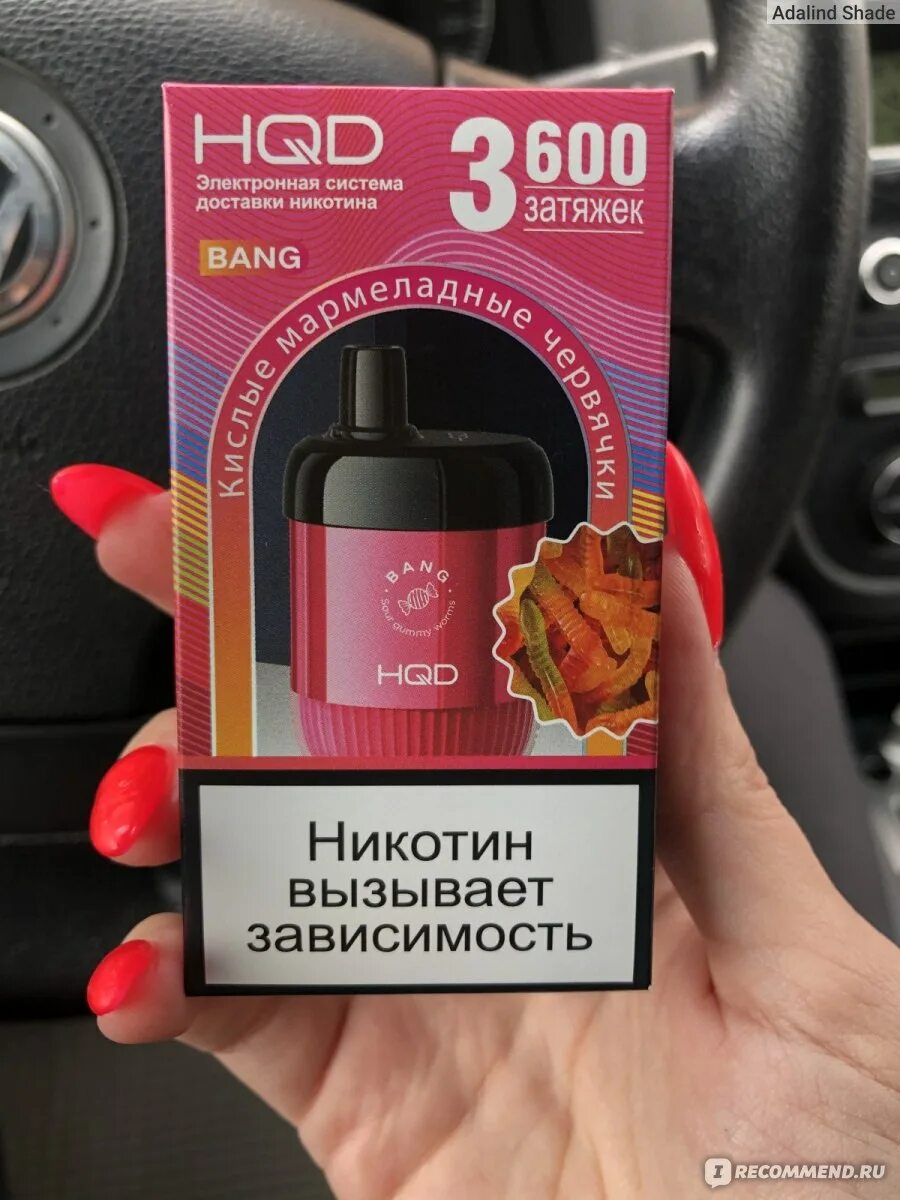 Adalind Shade
HQD
3 600
затяжек
Электронная система
доставки никотина
BANG
Кислые мармеладные червячки
BANG
Sour gummy worms
HQD
Никотин
вызывает
зависимость
IRECOMMEND.RU